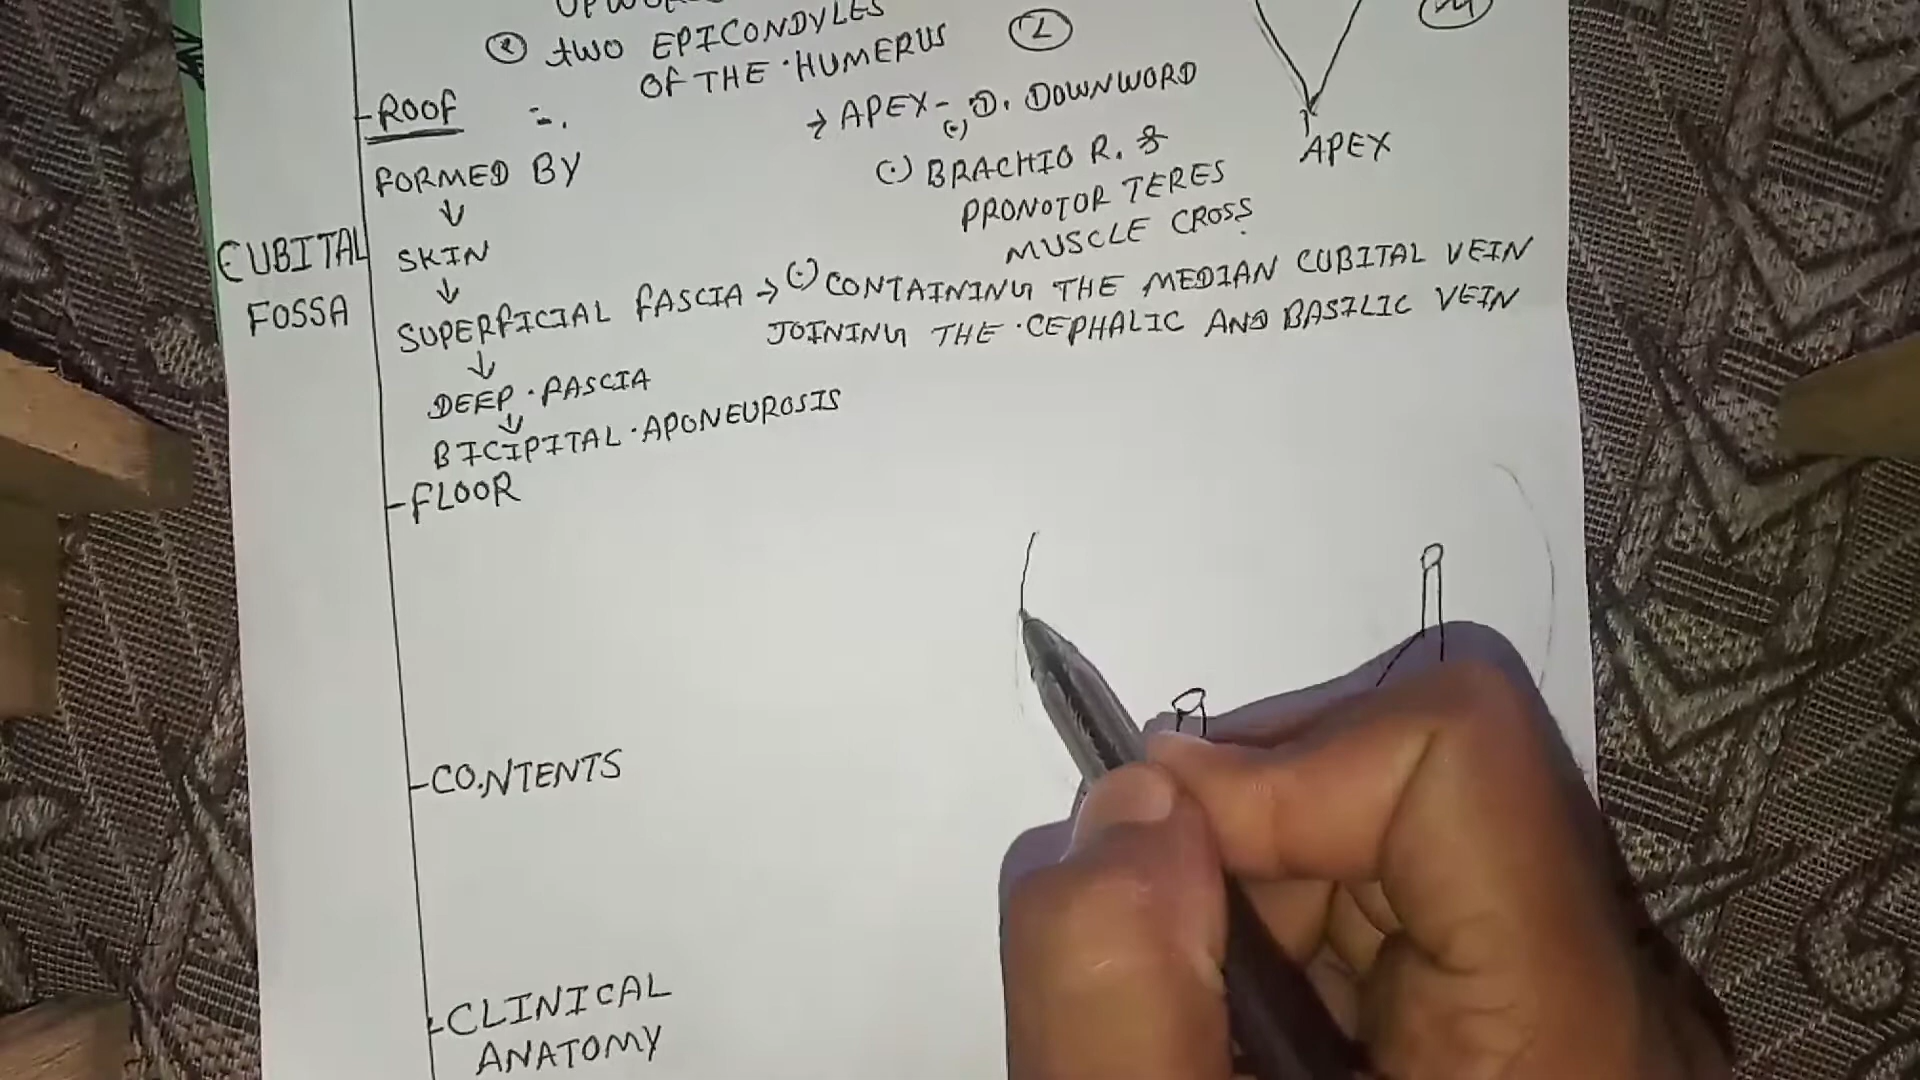 ② TWO EPICONDYLES
OF THE HUMERUS
L
M
ROOF =.
→ APEX - ①. DOWNWORD
(•) BRACHIO R. &
PRONOTOR TERES
MUSCLE CROSS.
APEX
FORMED BY
↓
SKIN
↓
SUPERFICIAL FASCIA → (•) CONTAINING THE MEDIAN CUBITAL VEIN
JOINING THE CEPHALIC AND BASILIC VEIN
↓
DEEP FASCIA
↓
BICIPITAL APONEUROSIS
CUBITAL
FOSSA
FLOOR
CONTENTS
CLINICAL
ANATOMY